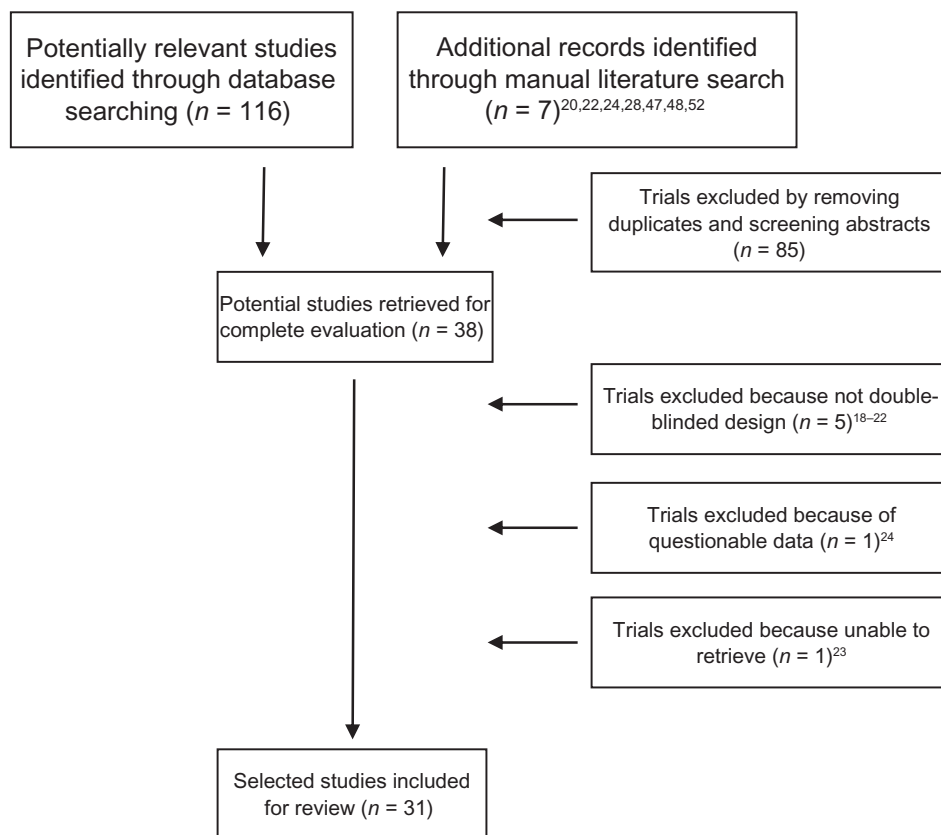 Potentially relevant studies
identified through database
searching (n = 116)
Additional records identified
through manual literature search
(n = 7)20,22,24,28,47,48,52
Trials excluded by removing
duplicates and screening abstracts
(n = 85)
Potential studies retrieved for
complete evaluation (n = 38)
Trials excluded because not double-
blinded design (n = 5)18–22
Trials excluded because of
questionable data (n = 1)24
Trials excluded because unable to
retrieve (n = 1)23
Selected studies included
for review (n = 31)